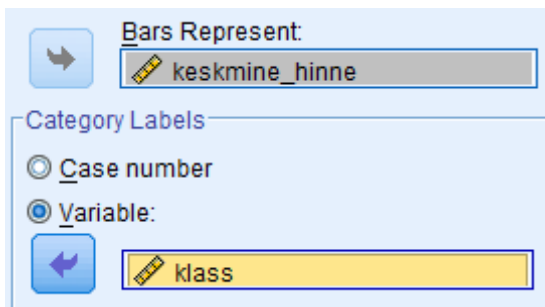 Bars Represent:
keskmine_hinne
Category Labels
Case number
Variable:
klass